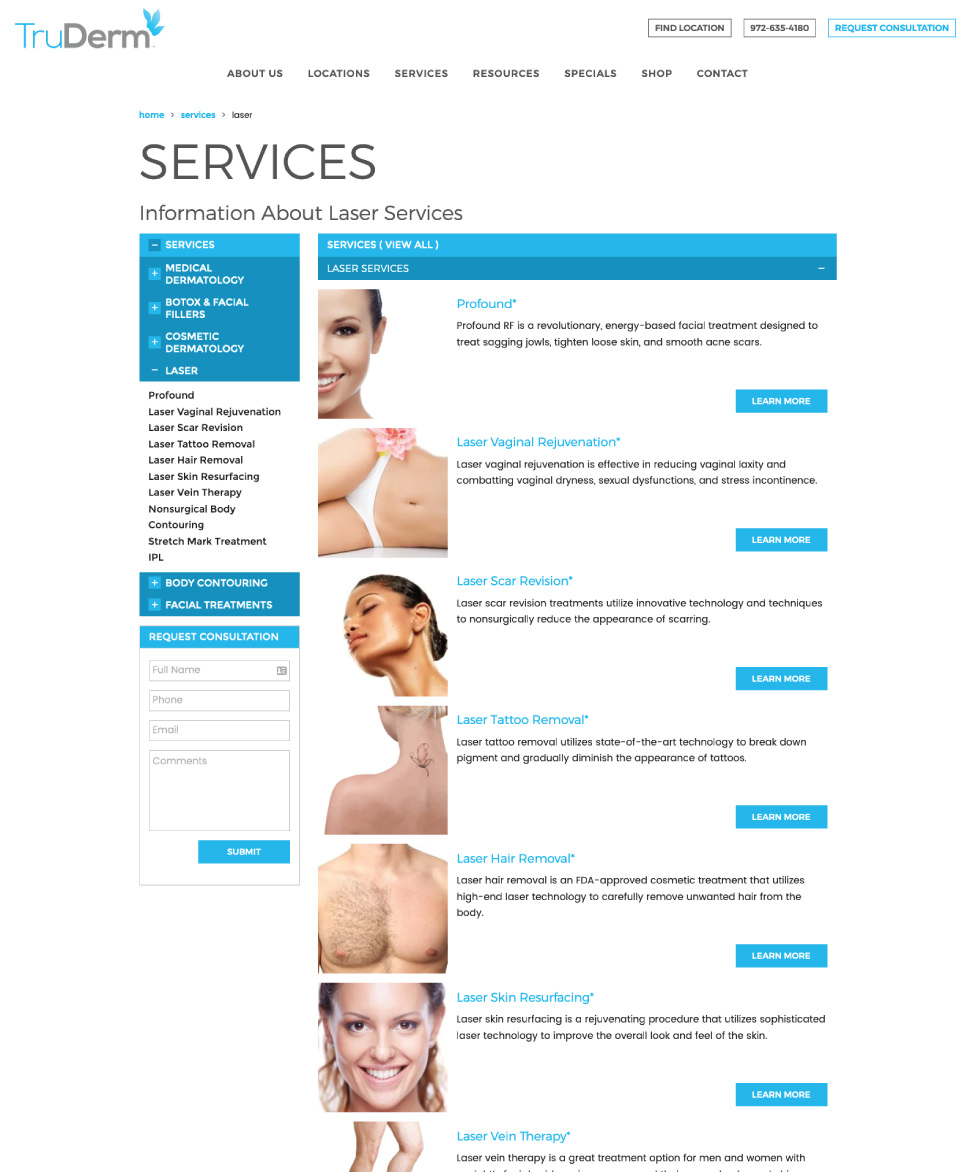 TruDerm
FIND LOCATION
972-635-4180
REQUEST CONSULTATION
ABOUT US
LOCATIONS
SERVICES
RESOURCES
SPECIALS
SHOP
CONTACT
home > services > laser
SERVICES
Information About Laser Services
− SERVICES
+ MEDICAL
DERMATOLOGY
+ BOTOX & FACIAL
FILLERS
+ COSMETIC
DERMATOLOGY
− LASER
Profound
Laser Vaginal Rejuvenation
Laser Scar Revision
Laser Tattoo Removal
Laser Hair Removal
Laser Skin Resurfacing
Laser Vein Therapy
Nonsurgical Body
Contouring
Stretch Mark Treatment
IPL
+ BODY CONTOURING
+ FACIAL TREATMENTS
REQUEST CONSULTATION
Full Name
Phone
Email
Comments
SUBMIT
SERVICES ( VIEW ALL )
LASER SERVICES −
Profound*
Profound RF is a revolutionary, energy-based facial treatment designed to
treat sagging jowls, tighten loose skin, and smooth acne scars.
LEARN MORE
Laser Vaginal Rejuvenation*
Laser vaginal rejuvenation is effective in reducing vaginal laxity and
combatting vaginal dryness, sexual dysfunctions, and stress incontinence.
LEARN MORE
Laser Scar Revision*
Laser scar revision treatments utilize innovative technology and techniques
to nonsurgically reduce the appearance of scarring.
LEARN MORE
Laser Tattoo Removal*
Laser tattoo removal utilizes state-of-the-art technology to break down
pigment and gradually diminish the appearance of tattoos.
LEARN MORE
Laser Hair Removal*
Laser hair removal is an FDA-approved cosmetic treatment that utilizes
high-end laser technology to carefully remove unwanted hair from the
body.
LEARN MORE
Laser Skin Resurfacing*
Laser skin resurfacing is a rejuvenating procedure that utilizes sophisticated
laser technology to improve the overall look and feel of the skin.
LEARN MORE
Laser Vein Therapy*
Laser vein therapy is a great treatment option for men and women with